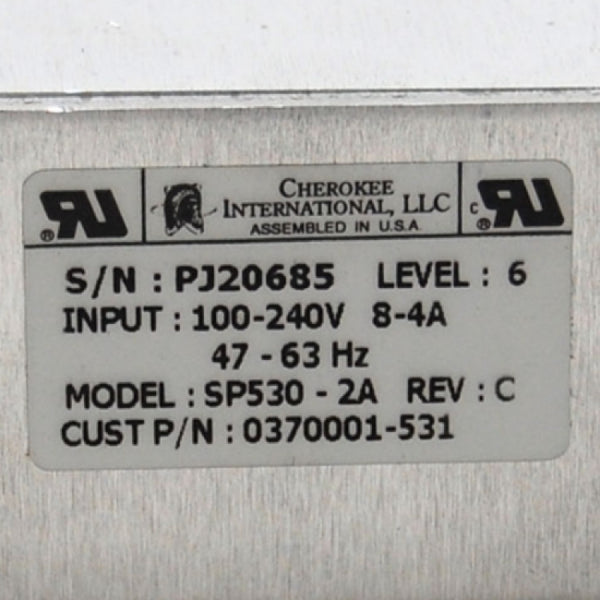 CHEROKEE
INTERNATIONAL, LLC
ASSEMBLED IN U.S.A.
S/N : PJ20685 LEVEL : 6
INPUT : 100-240V 8-4A
47 - 63 Hz
MODEL : SP530 - 2A REV : C
CUST P/N : 0370001-531